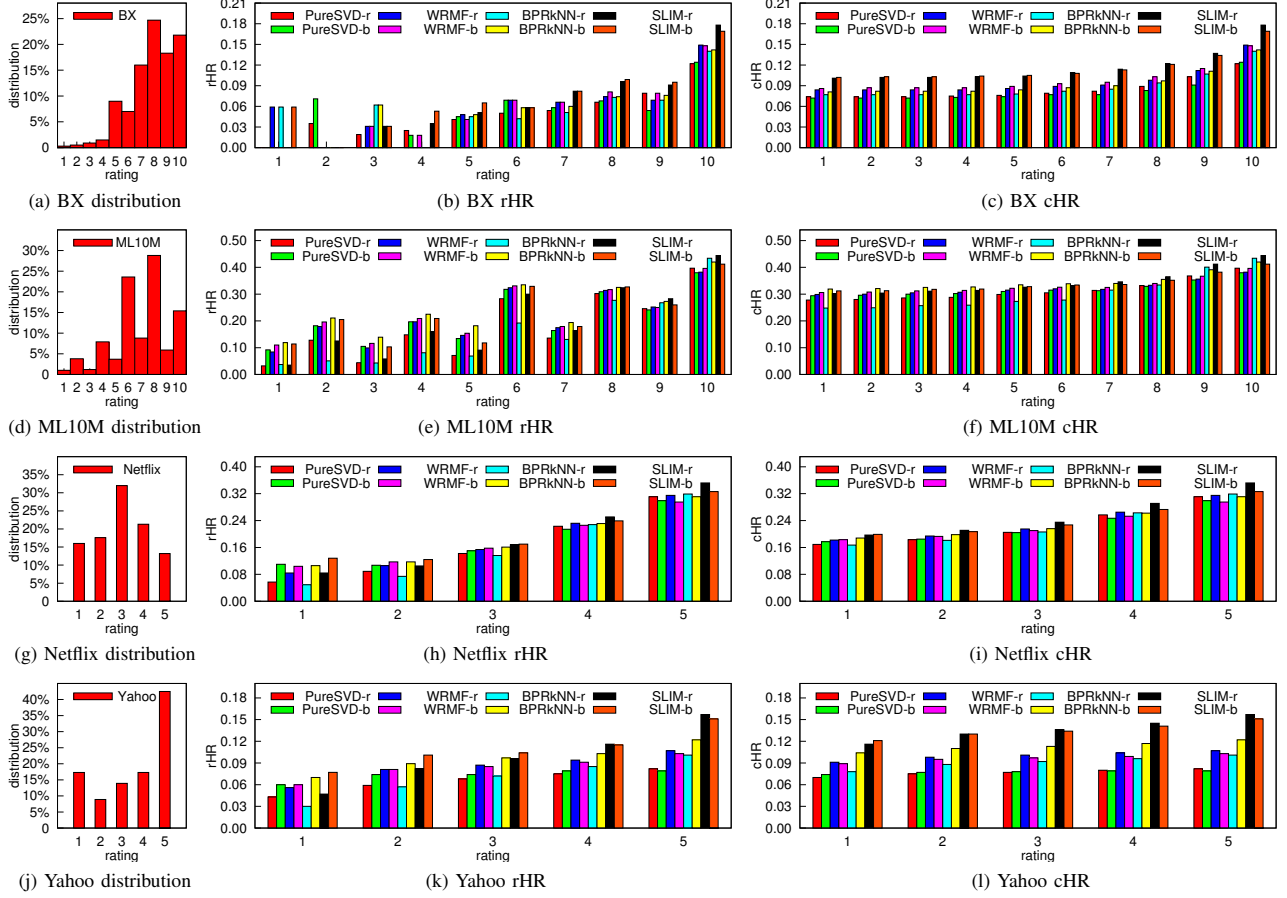 25%
20%
15%
10%
5%
0
distribution
BX
1 2 3 4 5 6 7 8 9 10
rating
(a) BX distribution
0.21
0.18
0.15
0.12
0.09
0.06
0.03
0.00
rHR
PureSVD-r WRMF-r BPRkNN-r SLIM-r
PureSVD-b WRMF-b BPRkNN-b SLIM-b
1 2 3 4 5 6 7 8 9 10
rating
(b) BX rHR
0.21
0.18
0.15
0.12
0.09
0.06
0.03
0.00
cHR
PureSVD-r WRMF-r BPRkNN-r SLIM-r
PureSVD-b WRMF-b BPRkNN-b SLIM-b
1 2 3 4 5 6 7 8 9 10
rating
(c) BX cHR
30%
25%
20%
15%
10%
5%
0
distribution
ML10M
1 2 3 4 5 6 7 8 9 10
rating
(d) ML10M distribution
0.50
0.40
0.30
0.20
0.10
0.00
rHR
PureSVD-r WRMF-r BPRkNN-r SLIM-r
PureSVD-b WRMF-b BPRkNN-b SLIM-b
1 2 3 4 5 6 7 8 9 10
rating
(e) ML10M rHR
0.50
0.40
0.30
0.20
0.10
0.00
cHR
PureSVD-r WRMF-r BPRkNN-r SLIM-r
PureSVD-b WRMF-b BPRkNN-b SLIM-b
1 2 3 4 5 6 7 8 9 10
rating
(f) ML10M cHR
35%
30%
25%
20%
15%
10%
5%
0
distribution
Netflix
1 2 3 4 5
rating
(g) Netflix distribution
0.40
0.32
0.24
0.16
0.08
0.00
rHR
PureSVD-r WRMF-r BPRkNN-r SLIM-r
PureSVD-b WRMF-b BPRkNN-b SLIM-b
1 2 3 4 5
rating
(h) Netflix rHR
0.40
0.32
0.24
0.16
0.08
0.00
cHR
PureSVD-r WRMF-r BPRkNN-r SLIM-r
PureSVD-b WRMF-b BPRkNN-b SLIM-b
1 2 3 4 5
rating
(i) Netflix cHR
40%
35%
30%
25%
20%
15%
10%
5%
0
distribution
Yahoo
1 2 3 4 5
rating
(j) Yahoo distribution
0.18
0.15
0.12
0.09
0.06
0.03
0.00
rHR
PureSVD-r WRMF-r BPRkNN-r SLIM-r
PureSVD-b WRMF-b BPRkNN-b SLIM-b
1 2 3 4 5
rating
(k) Yahoo rHR
0.18
0.15
0.12
0.09
0.06
0.03
0.00
cHR
PureSVD-r WRMF-r BPRkNN-r SLIM-r
PureSVD-b WRMF-b BPRkNN-b SLIM-b
1 2 3 4 5
rating
(l) Yahoo cHR